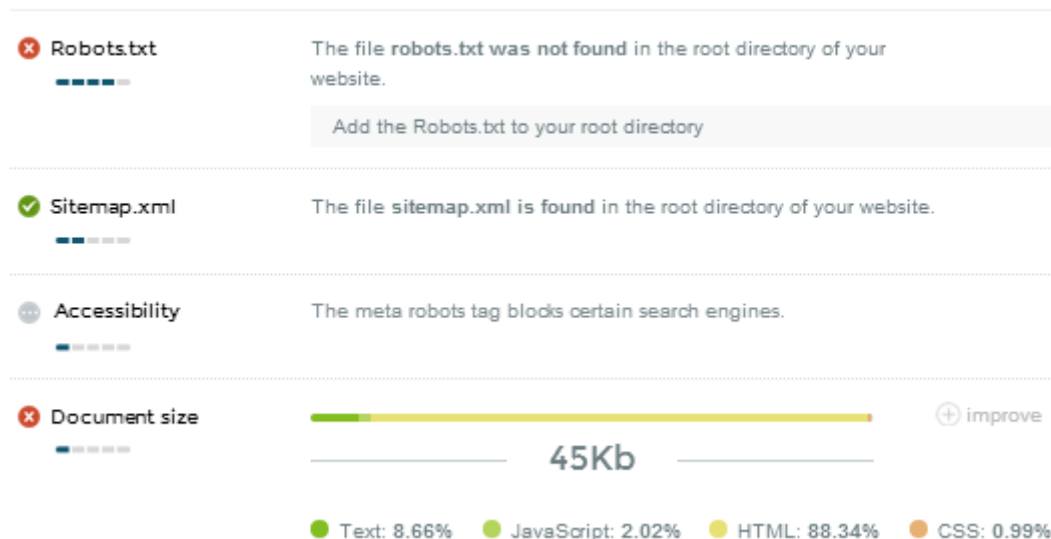 Robots.txt
The file robots.txt was not found in the root directory of your
website.
Add the Robots.txt to your root directory
Sitemap.xml
The file sitemap.xml is found in the root directory of your website.
Accessibility
The meta robots tag blocks certain search engines.
Document size
improve
45Kb
Text: 8.66% JavaScript: 2.02% HTML: 88.34% CSS: 0.99%